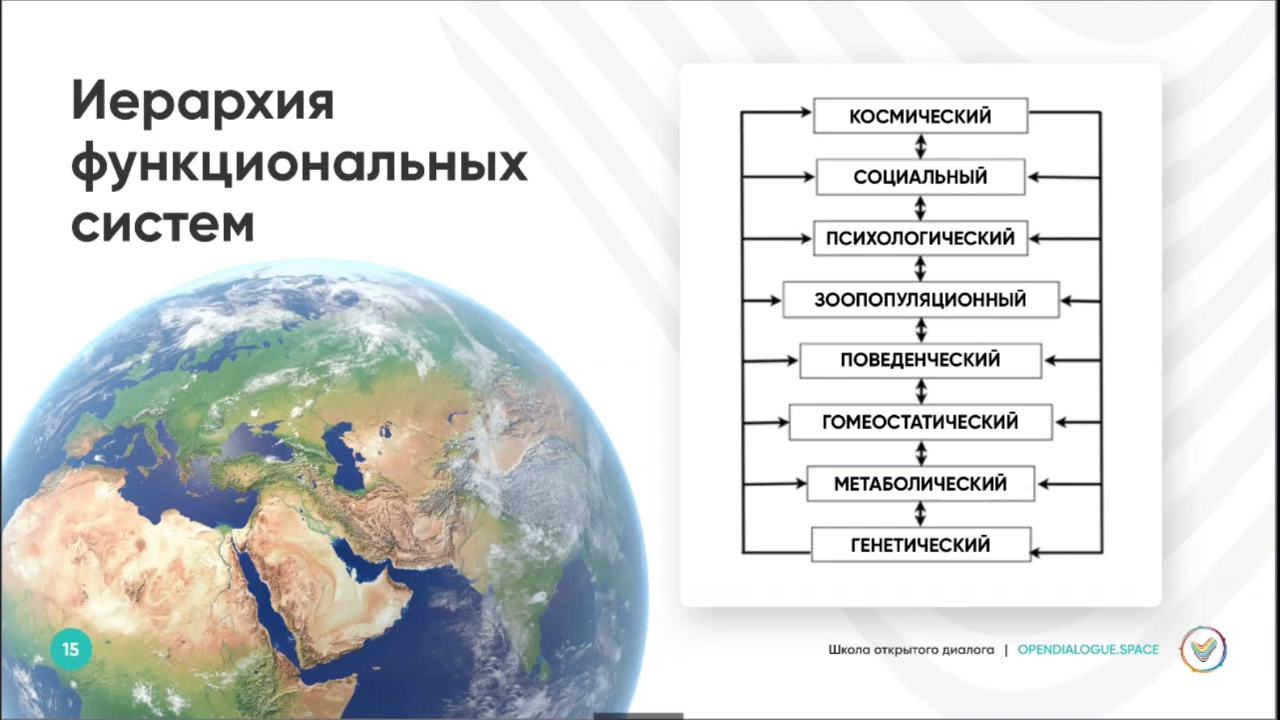 Иерархия
функциональных
систем
КОСМИЧЕСКИЙ
СОЦИАЛЬНЫЙ
ПСИХОЛОГИЧЕСКИЙ
ЗООПОПУЛЯЦИОННЫЙ
ПОВЕДЕНЧЕСКИЙ
ГОМЕОСТАТИЧЕСКИЙ
МЕТАБОЛИЧЕСКИЙ
ГЕНЕТИЧЕСКИЙ
15
Школа открытого диалога | OPENDIALOGUE.SPACE